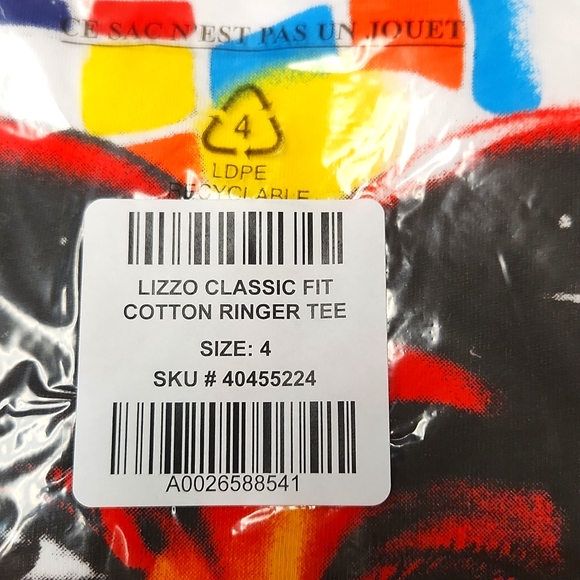 CE SAC N'EST PAS UN JOUET
4
LDPE
RECYCLABLE
LIZZO CLASSIC FIT
COTTON RINGER TEE
SIZE: 4
SKU # 40455224
A0026588541